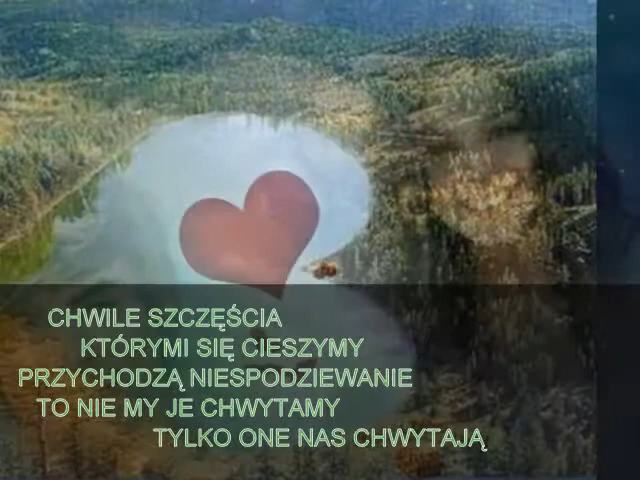 CHWILE SZCZĘŚCIA
KTÓRYMI SIĘ CIESZYMY
PRZYCHODZĄ NIESPODZIEWANIE
TO NIE MY JE CHWYTAMY
TYLKO ONE NAS CHWYTAJĄ